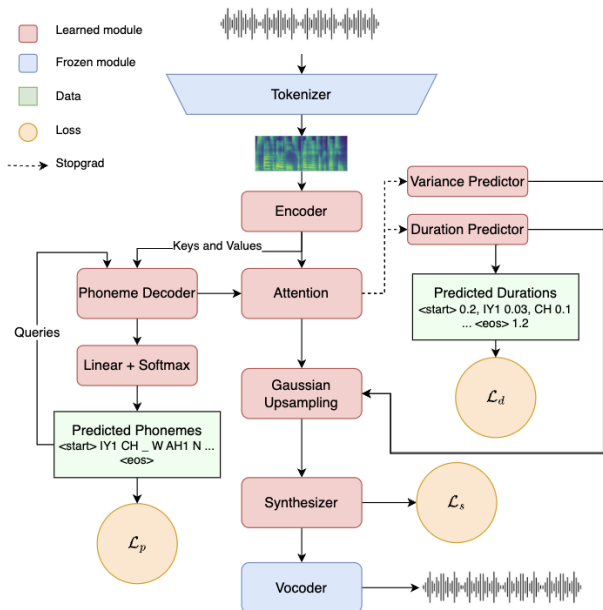 Learned module
Frozen module
Data
Loss
Stopgrad
Tokenizer
Encoder
Keys and Values
Variance Predictor
Duration Predictor
Phoneme Decoder
Attention
Queries
Predicted Durations
<start> 0.2, IY1 0.03, CH 0.1
... <eos> 1.2
Linear + Softmax
Gaussian
Upsampling
ℒd
Predicted Phonemes
<start> IY1 CH _ W AH1 N ...
<eos>
Synthesizer
ℒs
ℒp
Vocoder